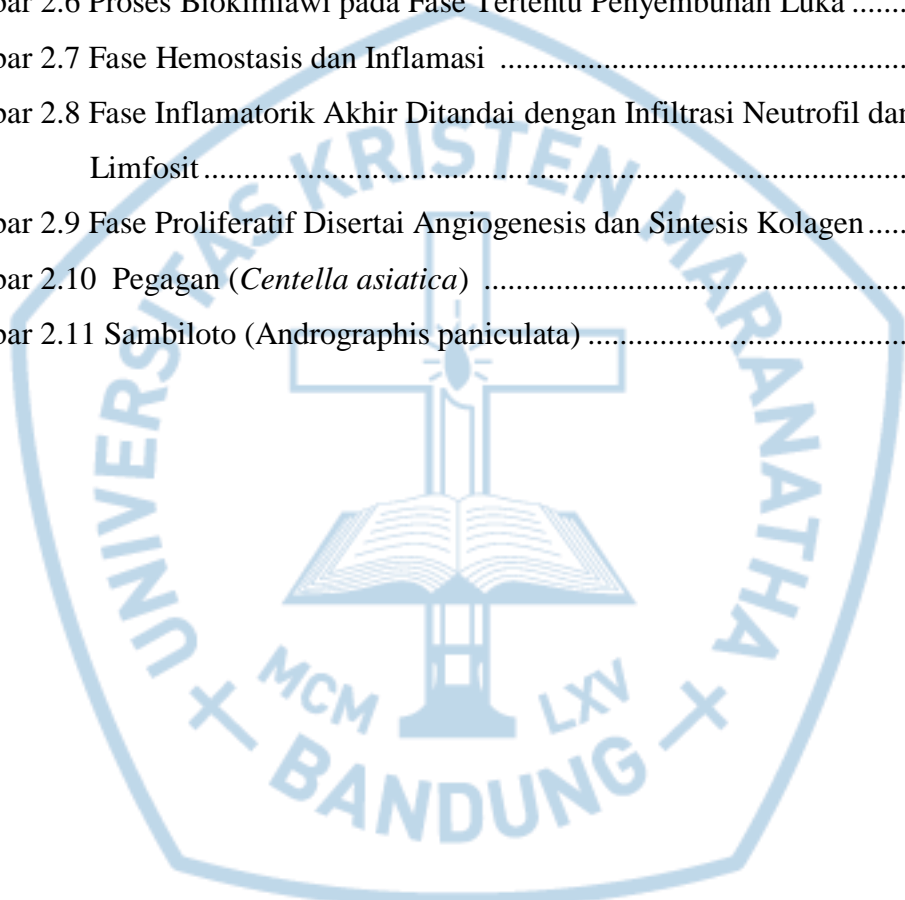 bar 2.6 Proses Biokimiawi pada Fase Tertentu Penyembuhan Luka .......
bar 2.7 Fase Hemostasis dan Inflamasi ....................................................
bar 2.8 Fase Inflamatorik Akhir Ditandai dengan Infiltrasi Neutrofil dan
Limfosit .........................................................................................
bar 2.9 Fase Proliferatif Disertai Angiogenesis dan Sintesis Kolagen .....
bar 2.10 Pegagan (Centella asiatica) .......................................................
bar 2.11 Sambiloto (Andrographis paniculata) .........................................
UNIVERSITAS KRISTEN MARANATHA
MCM LXV
BANDUNG